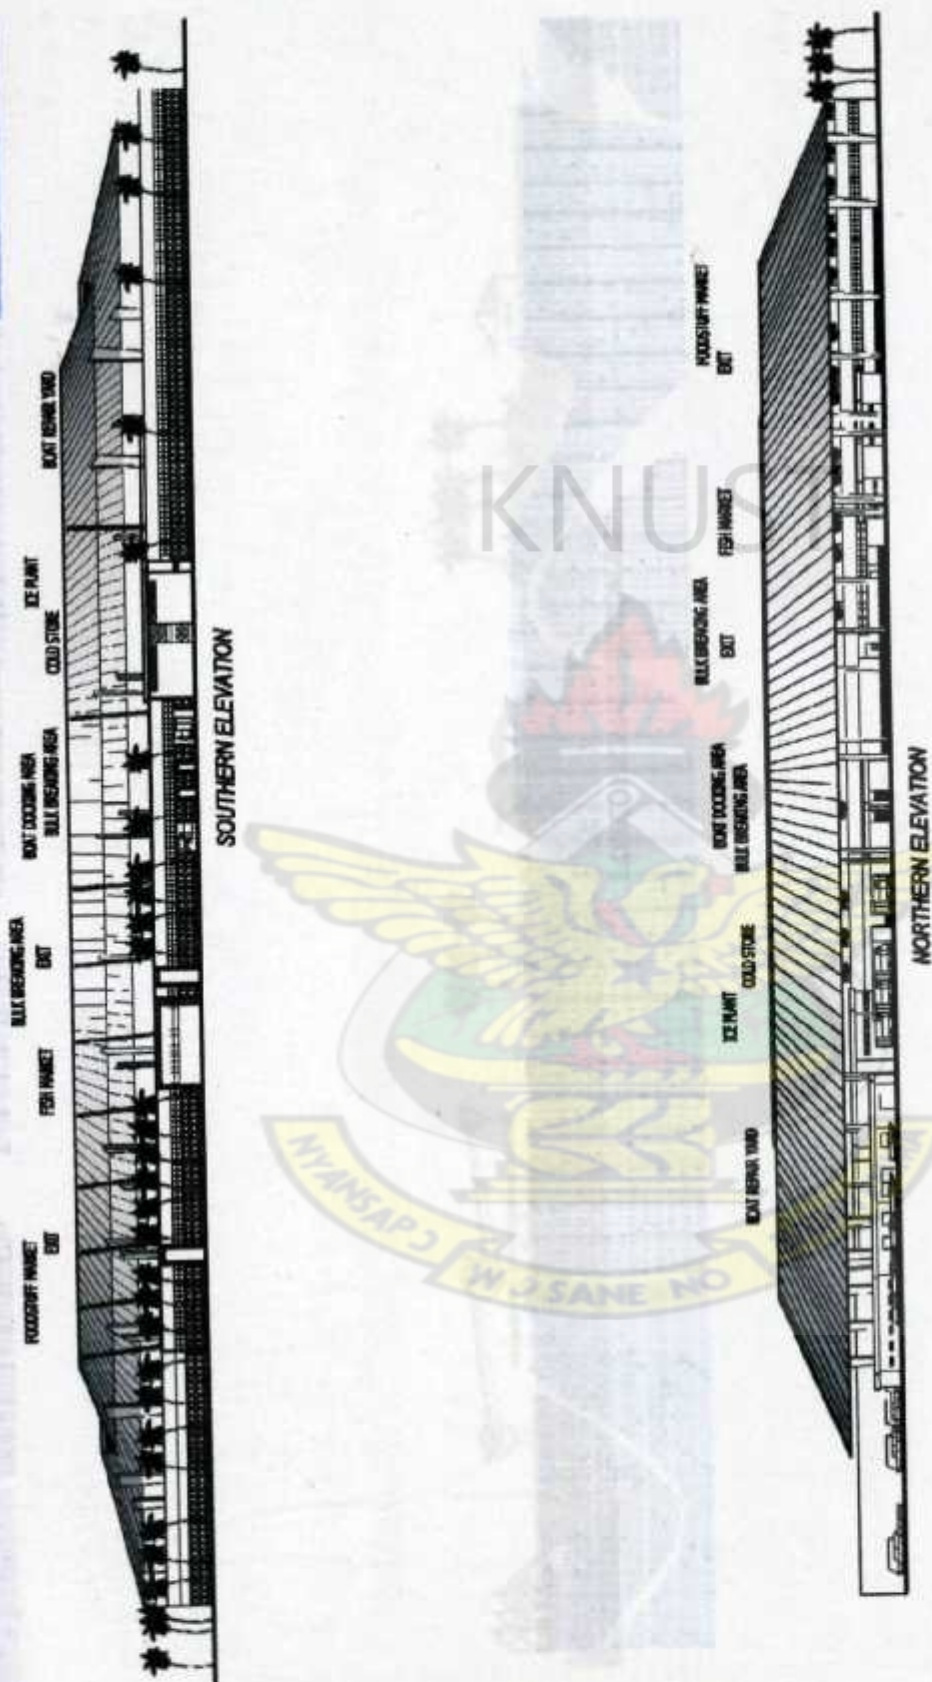 FOODSTUFF MARKET
EXIT
FISH MARKET
BULK BREAKING AREA
EXIT
BOAT DOCKING AREA
BULK BREAKING AREA
COLD STORE
ICE PLANT
BOAT REPAIR YARD
SOUTHERN ELEVATION
KNUST
NYANSAPƆ WƆSANE NO
BOAT REPAIR YARD
ICE PLANT
COLD STORE
BOAT DOCKING AREA
BULK BREAKING AREA
BULK BREAKING AREA
EXIT
FISH MARKET
FOODSTUFF MARKET
EXIT
NORTHERN ELEVATION